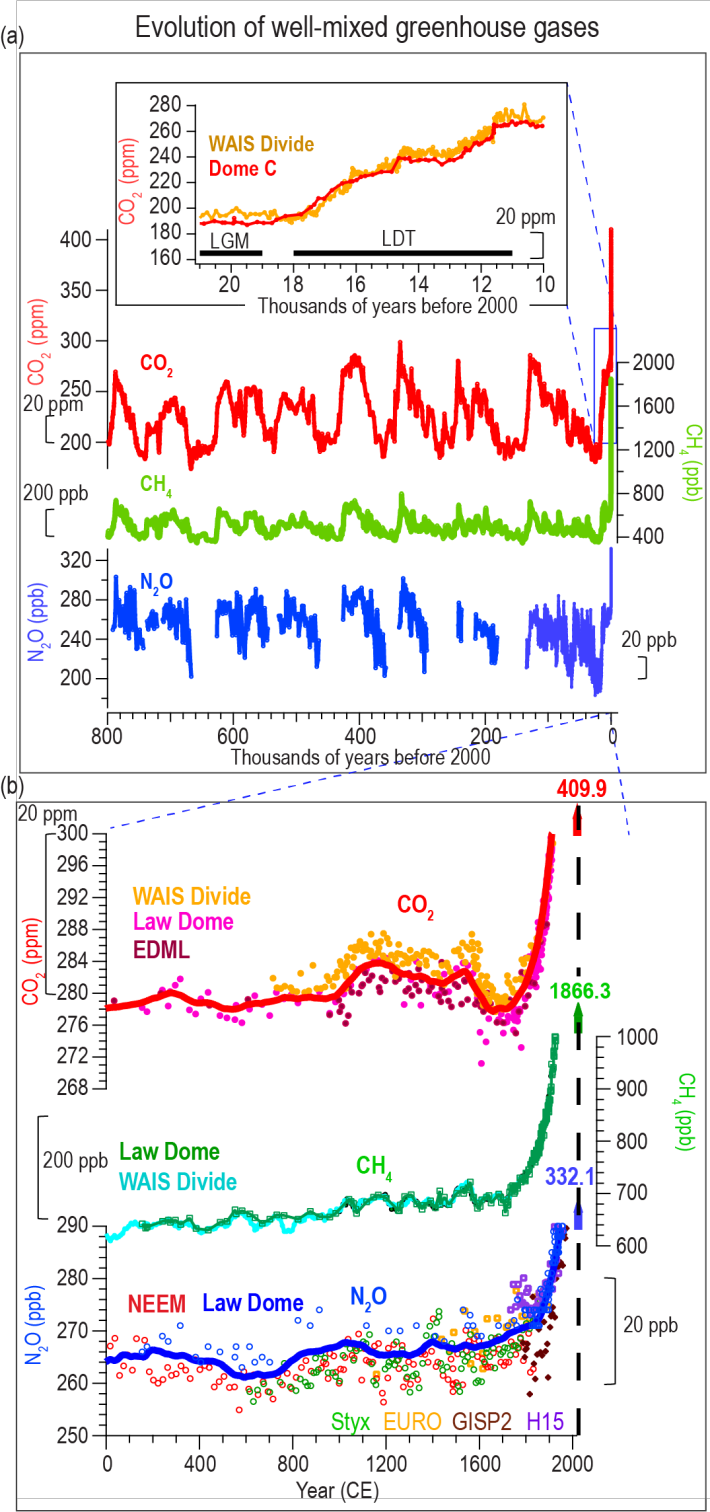 Evolution of well-mixed greenhouse gases
(a)
280
260
240
220
200
180
160
CO2 (ppm)
WAIS Divide
Dome C
20 ppm
LGM
LDT
20 18 16 14 12 10
Thousands of years before 2000
400
350
300
250
200
CO2 (ppm)
20 ppm
CO2
2000
1600
1200
800
400
CH4 (ppb)
200 ppb
CH4
320
280
240
200
N2O (ppb)
N2O
20 ppb
800 600 400 200 0
Thousands of years before 2000
(b)
409.9
20 ppm
300
296
292
288
284
280
276
272
268
CO2 (ppm)
WAIS Divide
Law Dome
EDML
CO2
1866.3
1000
900
800
700
600
CH4 (ppb)
200 ppb
Law Dome
WAIS Divide
CH4
332.1
290
280
270
260
250
N2O (ppb)
NEEM Law Dome N2O
20 ppb
Styx EURO GISP2 H15
0 400 800 1200 1600 2000
Year (CE)